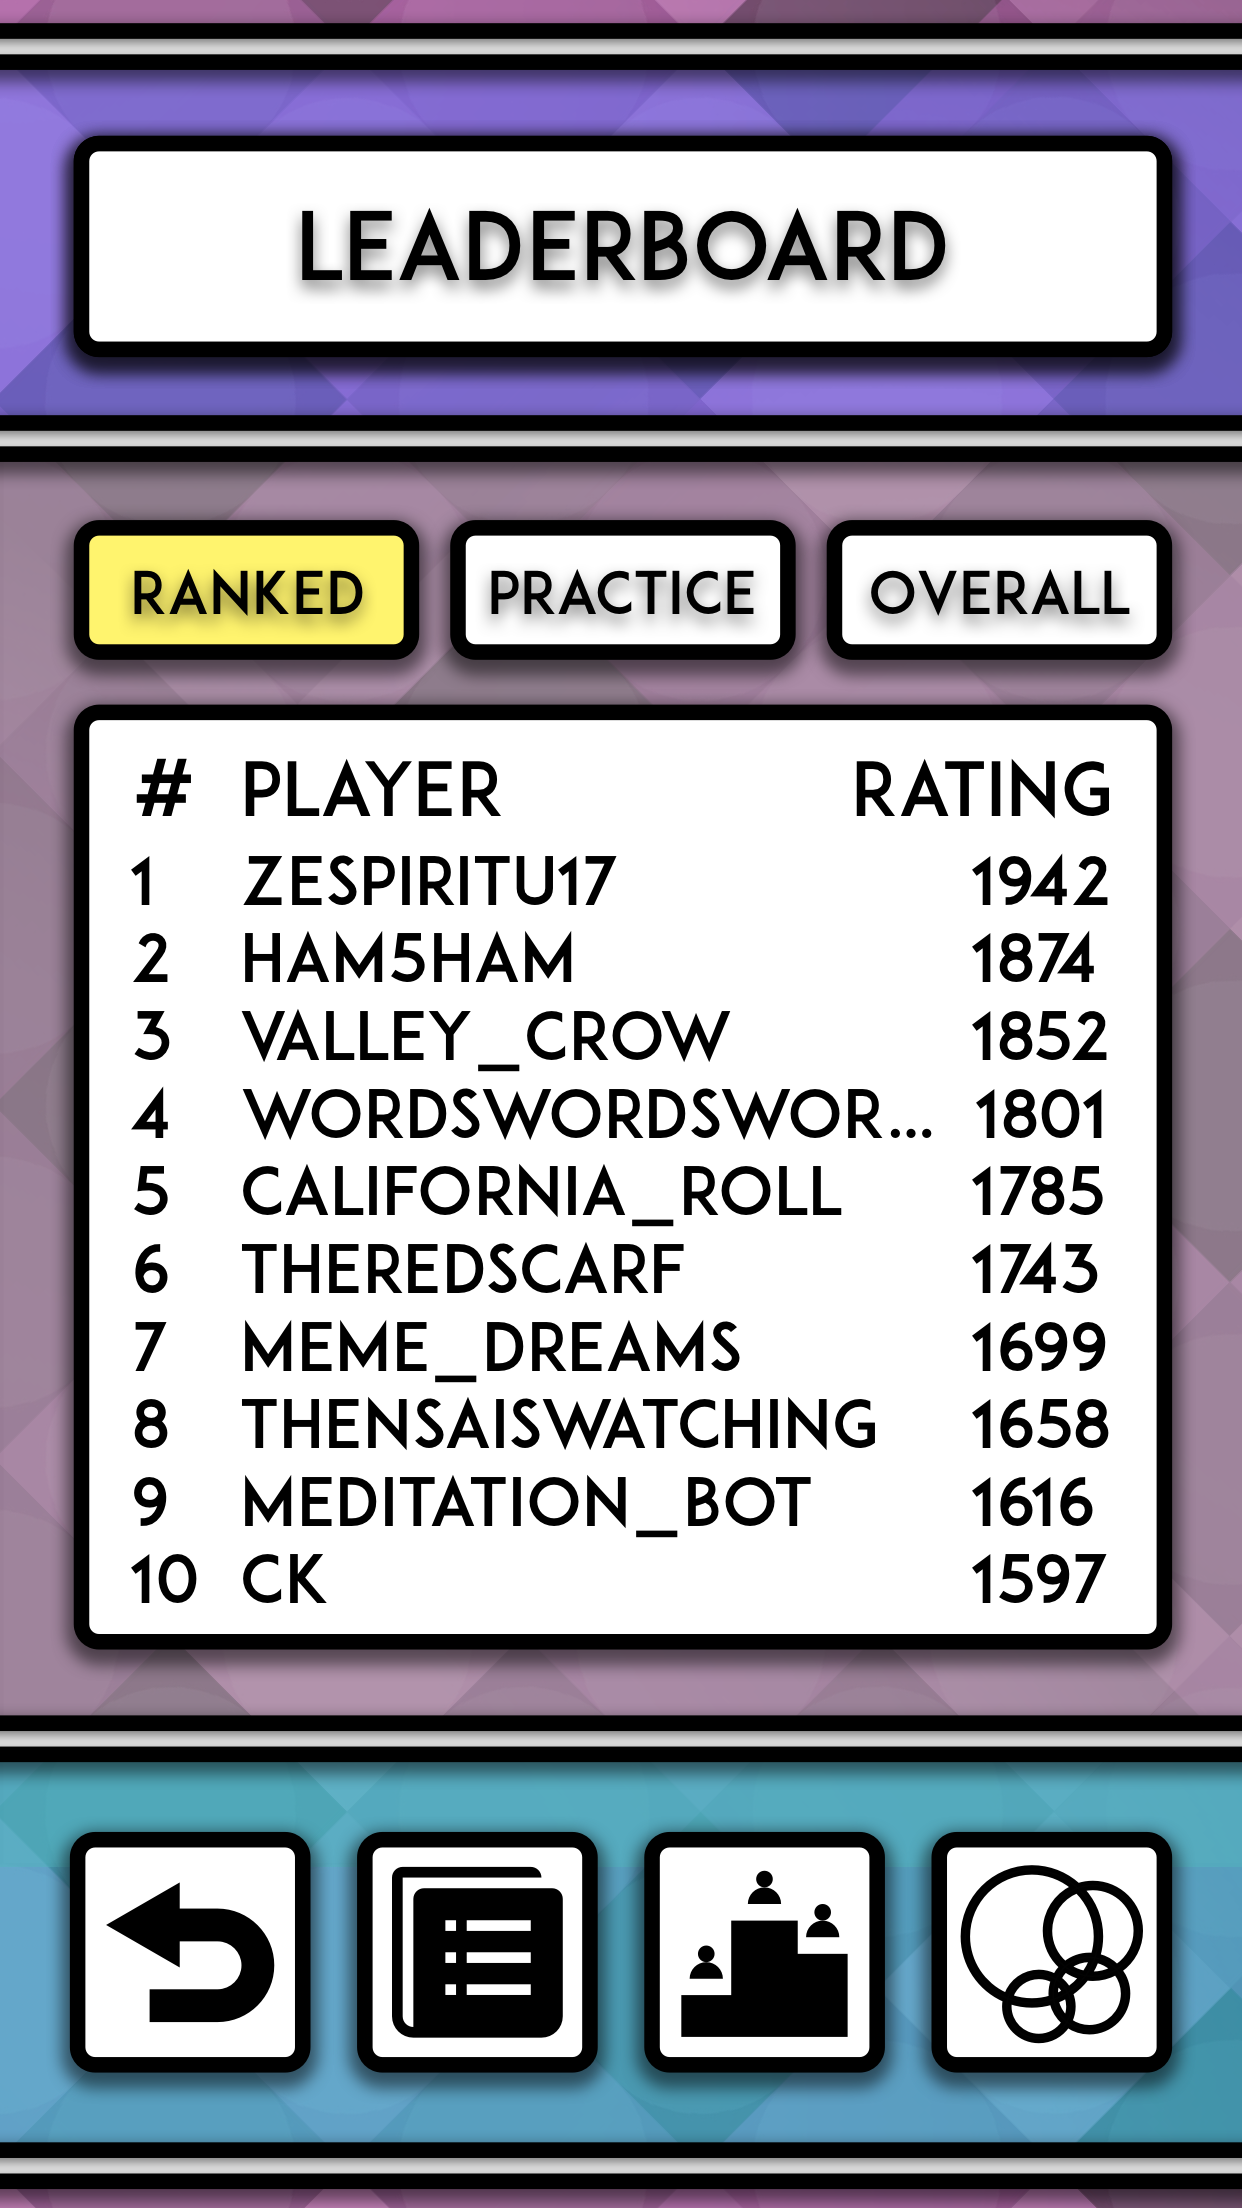 LEADERBOARD
RANKED PRACTICE OVERALL
# PLAYER RATING
1 ZESPIRITU17 1942
2 HAM5HAM 1874
3 VALLEY_CROW 1852
4 WORDSWORDSWOR... 1801
5 CALIFORNIA_ROLL 1785
6 THEREDSCARF 1743
7 MEME_DREAMS 1699
8 THENSAISWATCHING 1658
9 MEDITATION_BOT 1616
10 CK 1597